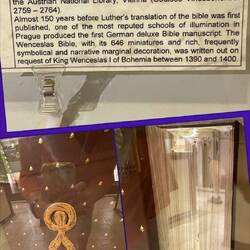 the Austrian National Library, Vienna (Codices
2759 – 2764).
Almost 150 years before Luther's translation of the bible was first
published, one of the most reputed schools of illumination in
Prague produced the first German deluxe Bible manuscript. The
Wenceslas Bible, with its 646 miniatures and rich, frequently
symbolical and narrative marginal decoration, was written out on
request of King Wenceslas I of Bohemia between 1390 and 1400.